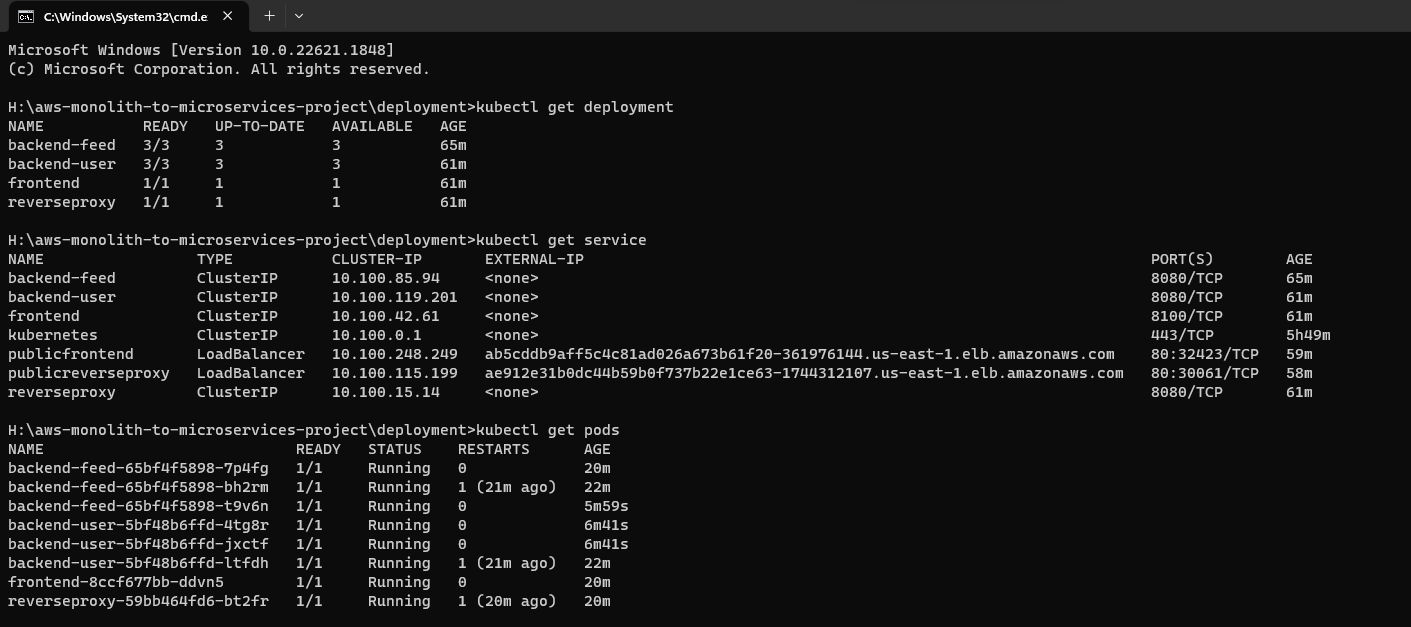 C:\Windows\System32\cmd.e
Microsoft Windows [Version 10.0.22621.1848]
(c) Microsoft Corporation. All rights reserved.
H:\aws-monolith-to-microservices-project\deployment>kubectl get deployment
NAME READY UP-TO-DATE AVAILABLE AGE
backend-feed 3/3 3 3 65m
backend-user 3/3 3 3 61m
frontend 1/1 1 1 61m
reverseproxy 1/1 1 1 61m
H:\aws-monolith-to-microservices-project\deployment>kubectl get service
NAME TYPE CLUSTER-IP EXTERNAL-IP PORT(S) AGE
backend-feed ClusterIP 10.100.85.94 <none> 8080/TCP 65m
backend-user ClusterIP 10.100.119.201 <none> 8080/TCP 61m
frontend ClusterIP 10.100.42.61 <none> 8100/TCP 61m
kubernetes ClusterIP 10.100.0.1 <none> 443/TCP 5h49m
publicfrontend LoadBalancer 10.100.248.249 ab5cddb9aff5c4c81ad026a673b61f20-361976144.us-east-1.elb.amazonaws.com 80:32423/TCP 59m
publicreverseproxy LoadBalancer 10.100.115.199 ae912e31b0dc44b59b0f737b22e1ce63-1744312107.us-east-1.elb.amazonaws.com 80:30061/TCP 58m
reverseproxy ClusterIP 10.100.15.14 <none> 8080/TCP 61m
H:\aws-monolith-to-microservices-project\deployment>kubectl get pods
NAME READY STATUS RESTARTS AGE
backend-feed-65bf4f5898-7p4fg 1/1 Running 0 20m
backend-feed-65bf4f5898-bh2rm 1/1 Running 1 (21m ago) 22m
backend-feed-65bf4f5898-t9v6n 1/1 Running 0 5m59s
backend-user-5bf48b6ffd-4tg8r 1/1 Running 0 6m41s
backend-user-5bf48b6ffd-jxctf 1/1 Running 0 6m41s
backend-user-5bf48b6ffd-ltfdh 1/1 Running 1 (21m ago) 22m
frontend-8ccf677bb-ddvn5 1/1 Running 0 20m
reverseproxy-59bb464fd6-bt2fr 1/1 Running 1 (20m ago) 20m